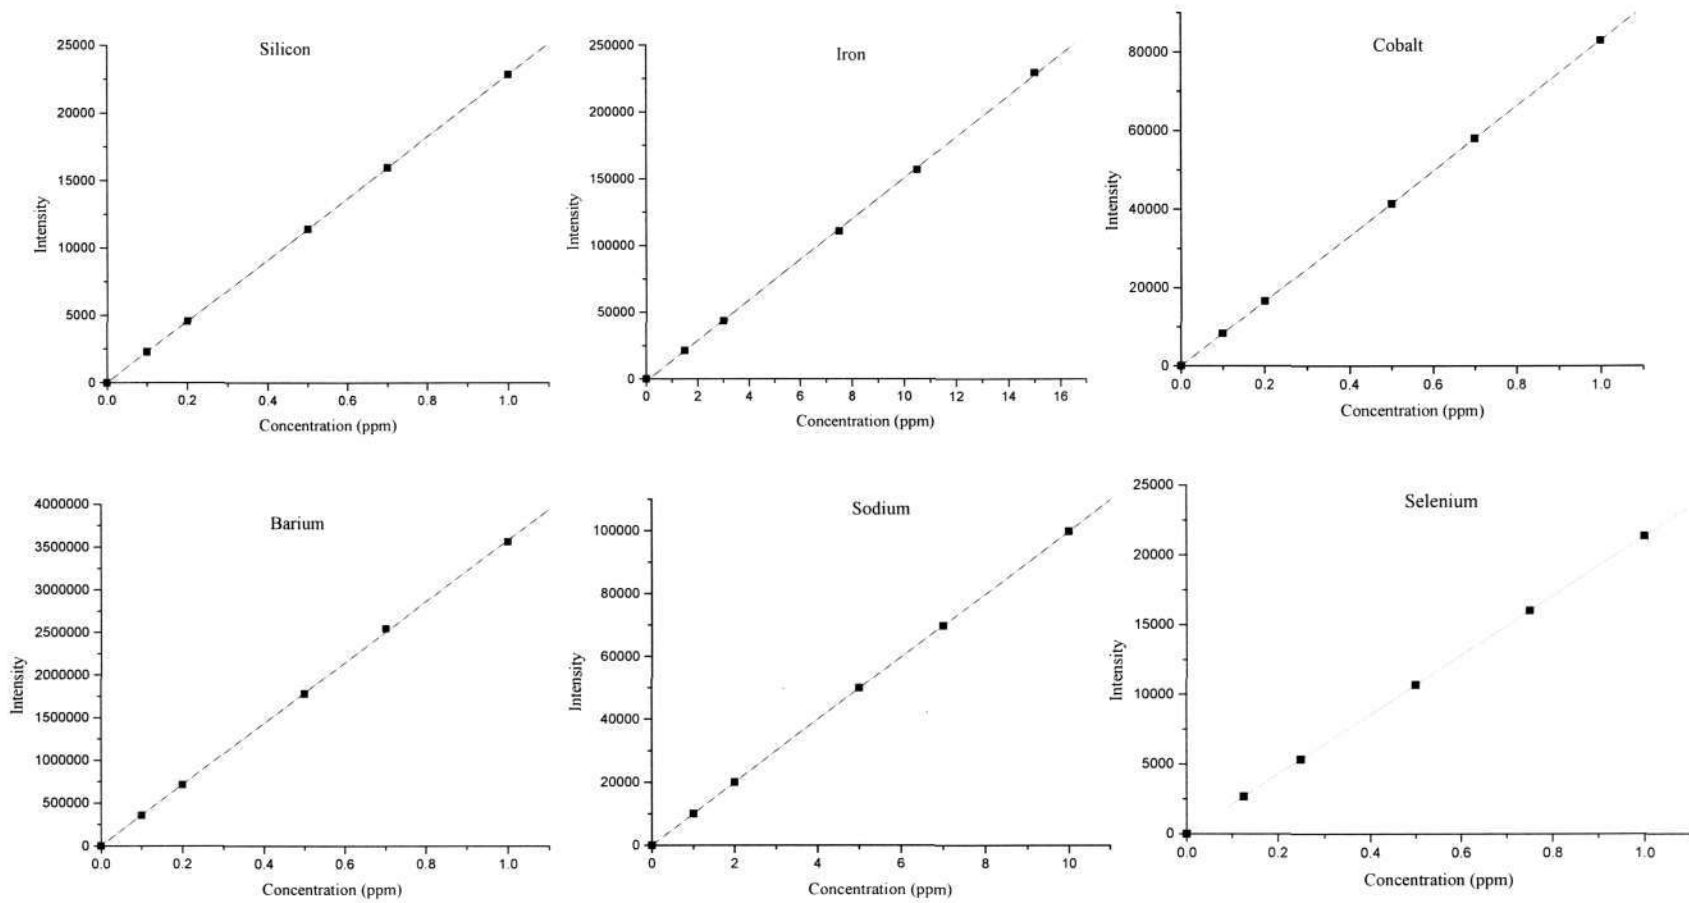 Silicon
25000
20000
15000
10000
5000
0
Intensity
0.0 0.2 0.4 0.6 0.8 1.0
Concentration (ppm)
Iron
250000
200000
150000
100000
50000
0
Intensity
0 2 4 6 8 10 12 14 16
Concentration (ppm)
Cobalt
80000
60000
40000
20000
0
Intensity
0.0 0.2 0.4 0.6 0.8 1.0
Concentration (ppm)
Barium
4000000
3500000
3000000
2500000
2000000
1500000
1000000
500000
0
Intensity
0.0 0.2 0.4 0.6 0.8 1.0
Concentration (ppm)
Sodium
100000
80000
60000
40000
20000
0
Intensity
0 2 4 6 8 10
Concentration (ppm)
Selenium
25000
20000
15000
10000
5000
0
Intensity
0.0 0.2 0.4 0.6 0.8 1.0
Concentration (ppm)